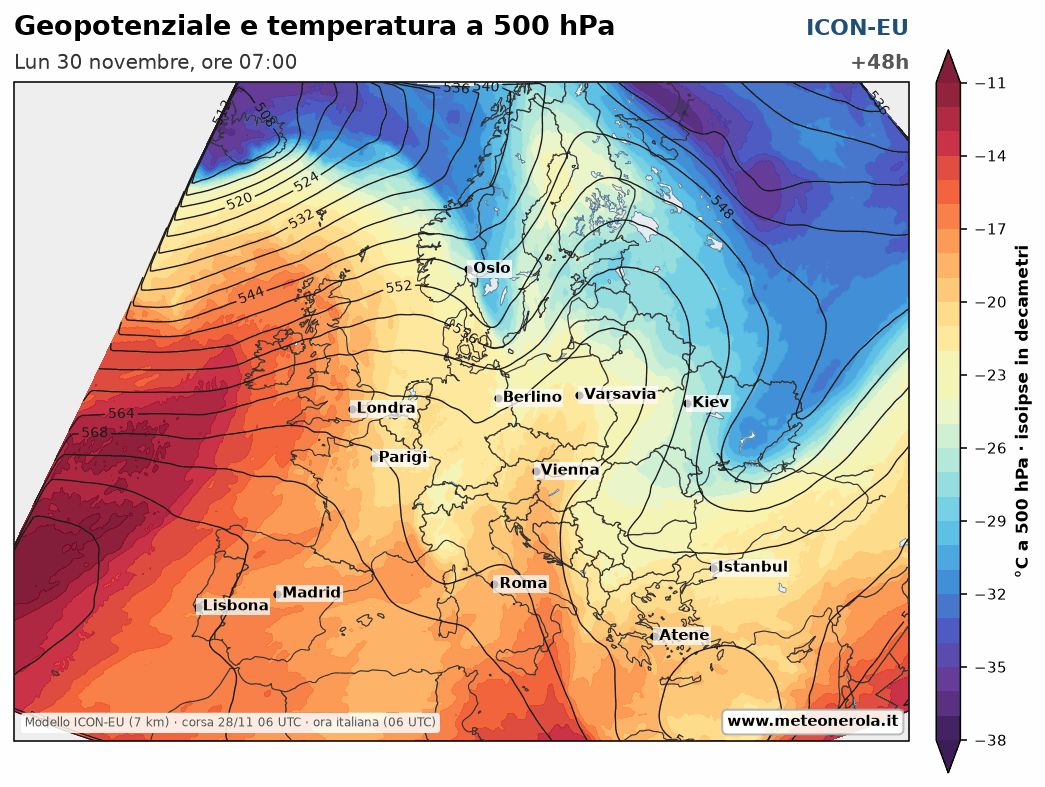 Geopotenziale e temperatura a 500 hPa
ICON-EU
Lun 30 novembre, ore 07:00
+48h
512
508
536
540
536
520
524
532
548
544
552
564
568
Oslo
Berlino
Varsavia
Kiev
Londra
Parigi
Vienna
Istanbul
Roma
Madrid
Lisbona
Atene
−11
−14
−17
−20
−23
−26
−29
−32
−35
−38
°C a 500 hPa · isoipse in decametri
Modello ICON-EU (7 km) · corsa 28/11 06 UTC · ora italiana (06 UTC)
www.meteonerola.it